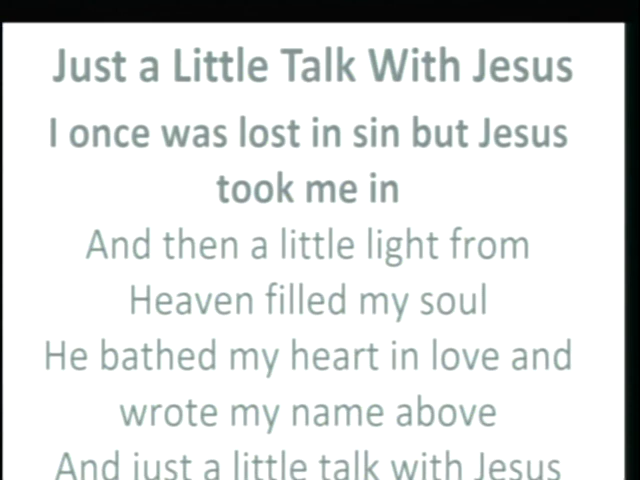 Just a Little Talk With Jesus
I once was lost in sin but Jesus
took me in
And then a little light from
Heaven filled my soul
He bathed my heart in love and
wrote my name above
And just a little talk with Jesus